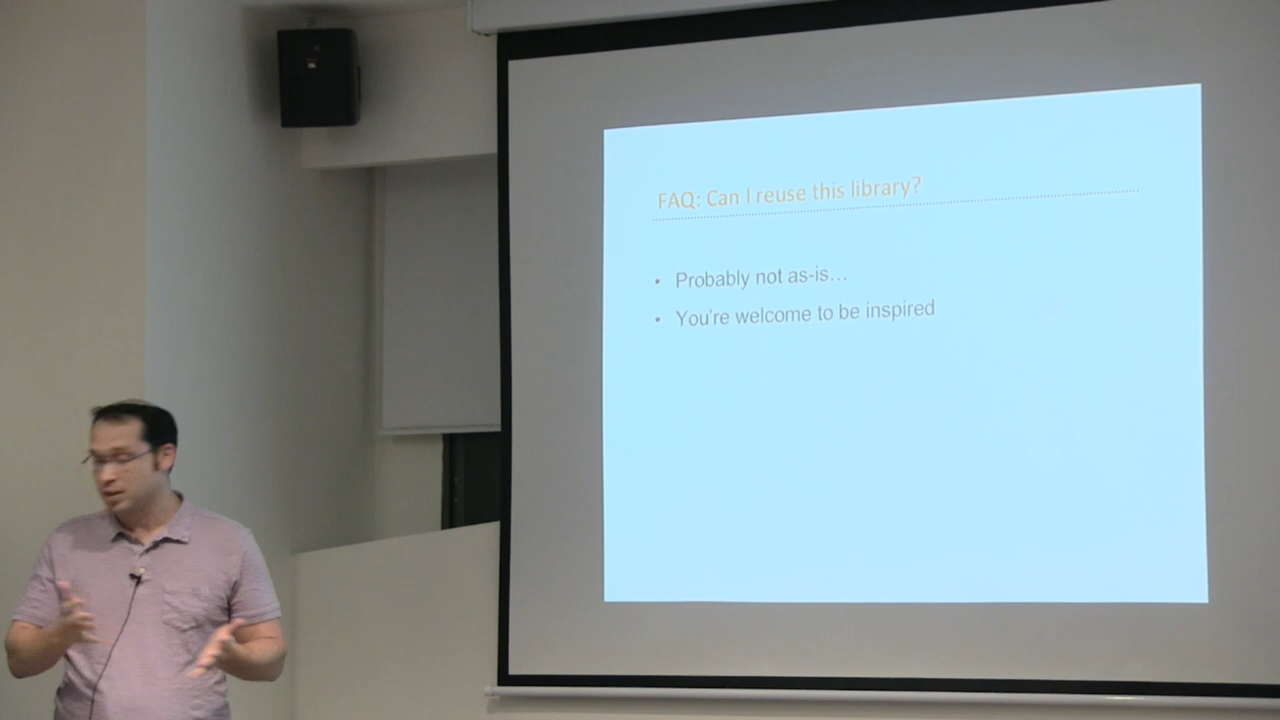 FAQ: Can I reuse this library?
• Probably not as-is…
• You're welcome to be inspired